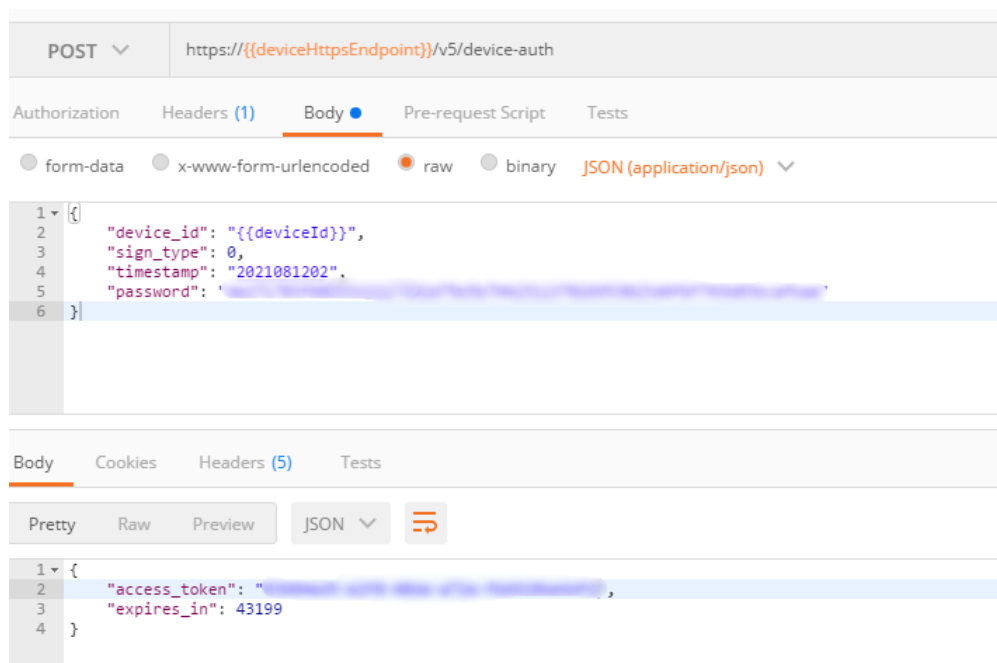 POST https://{{deviceHttpsEndpoint}}/v5/device-auth
Authorization Headers (1) Body Pre-request Script Tests
form-data x-www-form-urlencoded raw binary JSON (application/json)
1 {
2 "device_id": "{{deviceId}}",
3 "sign_type": 0,
4 "timestamp": "2021081202",
5 "password": "
6 }
Body Cookies Headers (5) Tests
Pretty Raw Preview JSON
1 {
2 "access_token": "",
3 "expires_in": 43199
4 }